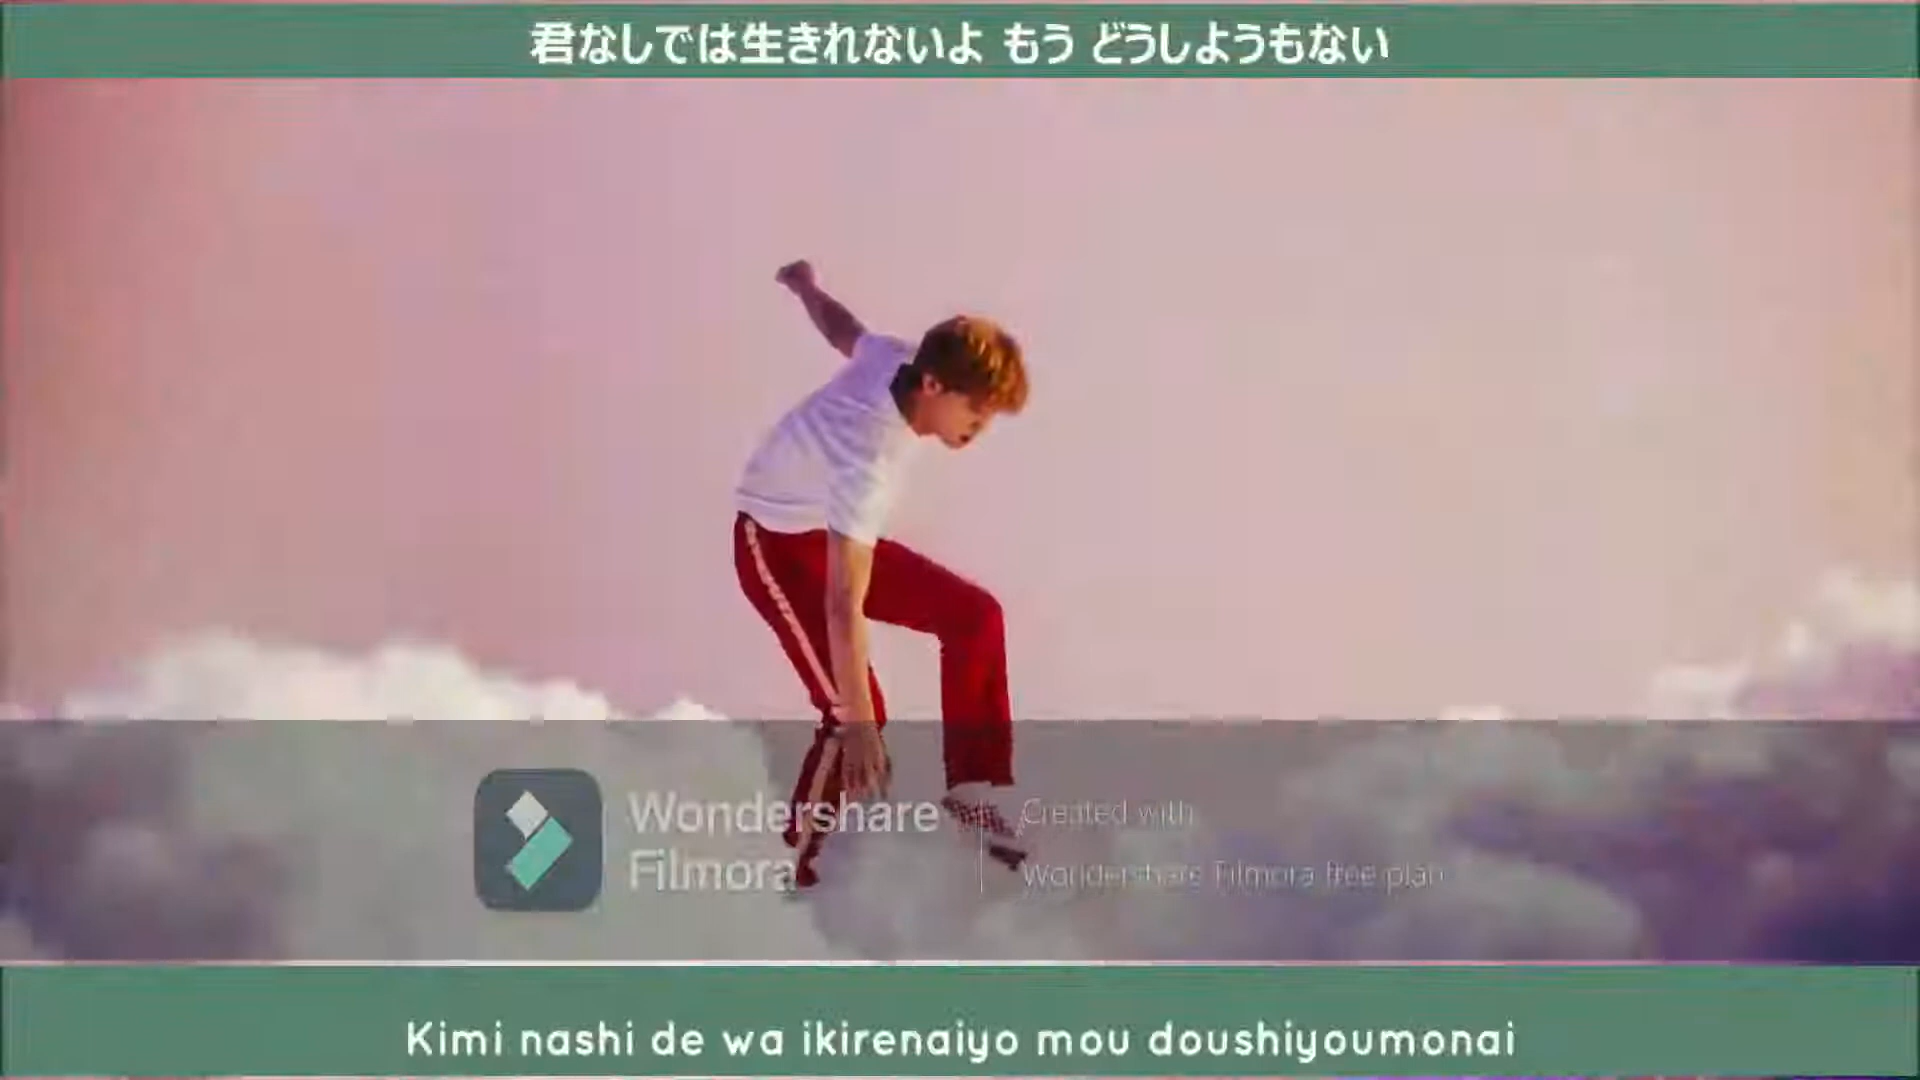 君なしでは生きれないよ もう どうしようもない
Wondershare
Filmora
Created with
Wondershare Filmora free plan
Kimi nashi de wa ikirenaiyo mou doushiyoumonai